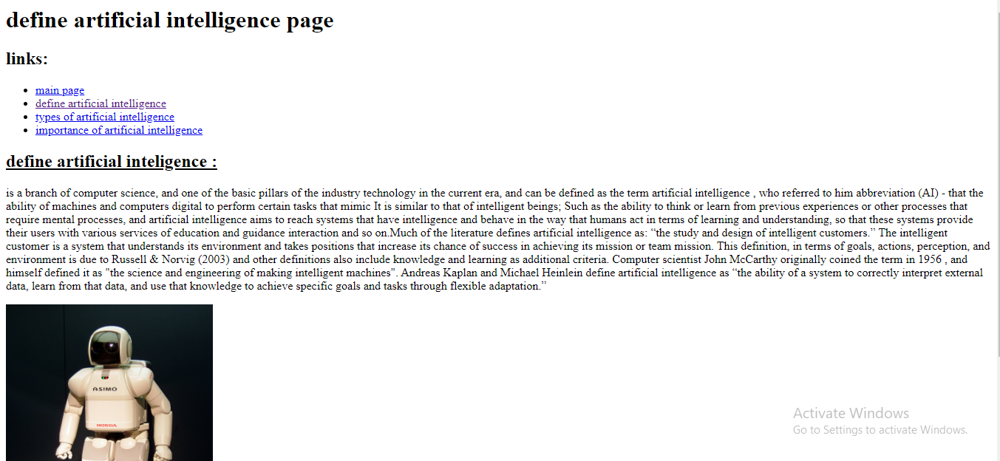 define artificial intelligence page
links:
main page
define artificial intelligence
types of artificial intelligence
importance of artificial intelligence
define artificial inteligence :
is a branch of computer science, and one of the basic pillars of the industry technology in the current era, and can be defined as the term artificial intelligence , who referred to him abbreviation (AI) - that the
ability of machines and computers digital to perform certain tasks that mimic It is similar to that of intelligent beings; Such as the ability to think or learn from previous experiences or other processes that
require mental processes, and artificial intelligence aims to reach systems that have intelligence and behave in the way that humans act in terms of learning and understanding, so that these systems provide
their users with various services of education and guidance interaction and so on.Much of the literature defines artificial intelligence as: “the study and design of intelligent customers.” The intelligent
customer is a system that understands its environment and takes positions that increase its chance of success in achieving its mission or team mission. This definition, in terms of goals, actions, perception, and
environment is due to Russell & Norvig (2003) and other definitions also include knowledge and learning as additional criteria. Computer scientist John McCarthy originally coined the term in 1956 , and
himself defined it as "the science and engineering of making intelligent machines". Andreas Kaplan and Michael Heinlein define artificial intelligence as “the ability of a system to correctly interpret external
data, learn from that data, and use that knowledge to achieve specific goals and tasks through flexible adaptation.”
ASIMO
HONDA
Activate Windows
Go to Settings to activate Windows.